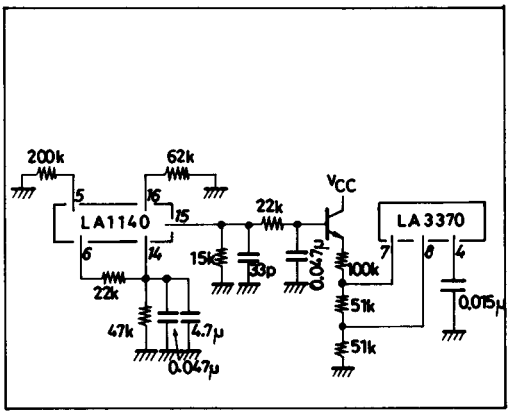 200k
62k
5
16
LA1140
15
22k
VCC
LA3370
6
14
7
8
4
15k
33p
0.047μ
100k
22k
51k
0.015μ
47k
4.7μ
51k
0.047μ